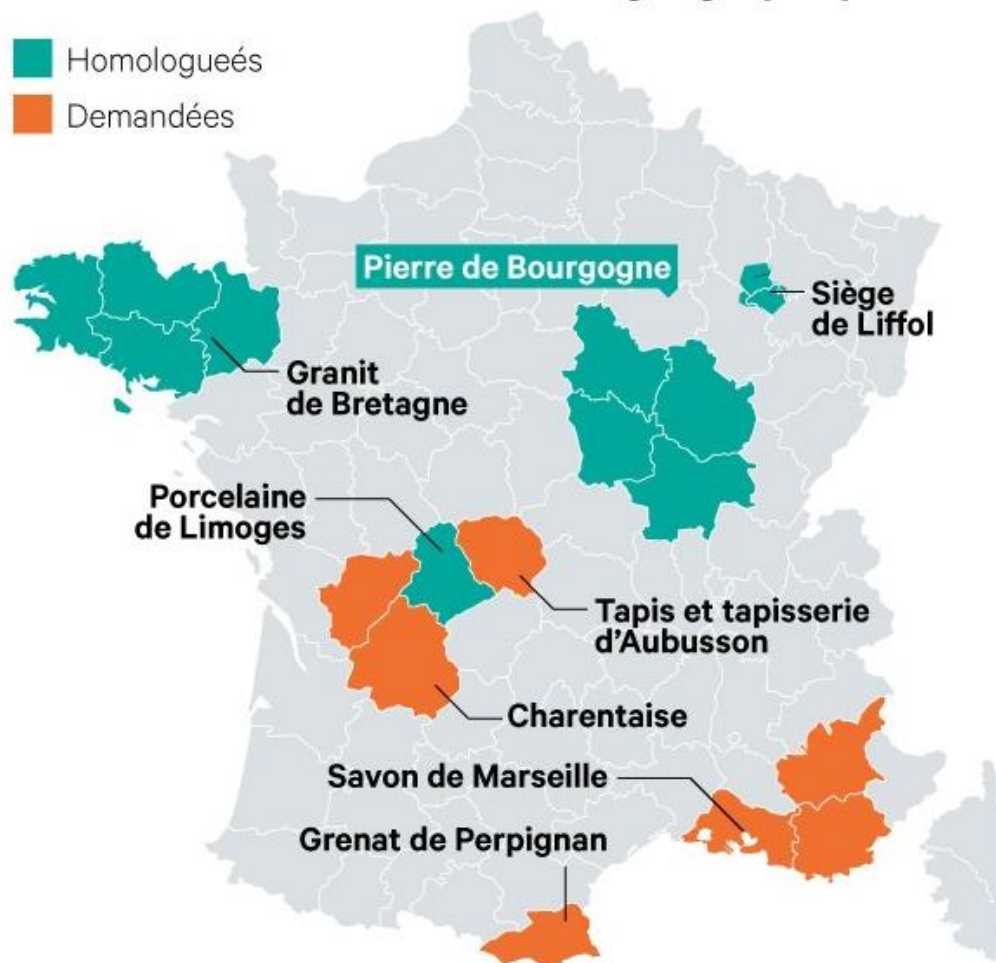 Homologueés
Demandées
Pierre de Bourgogne
Siège
de Liffol
Granit
de Bretagne
Porcelaine
de Limoges
Tapis et tapisserie
d'Aubusson
Charentaise
Savon de Marseille
Grenat de Perpignan